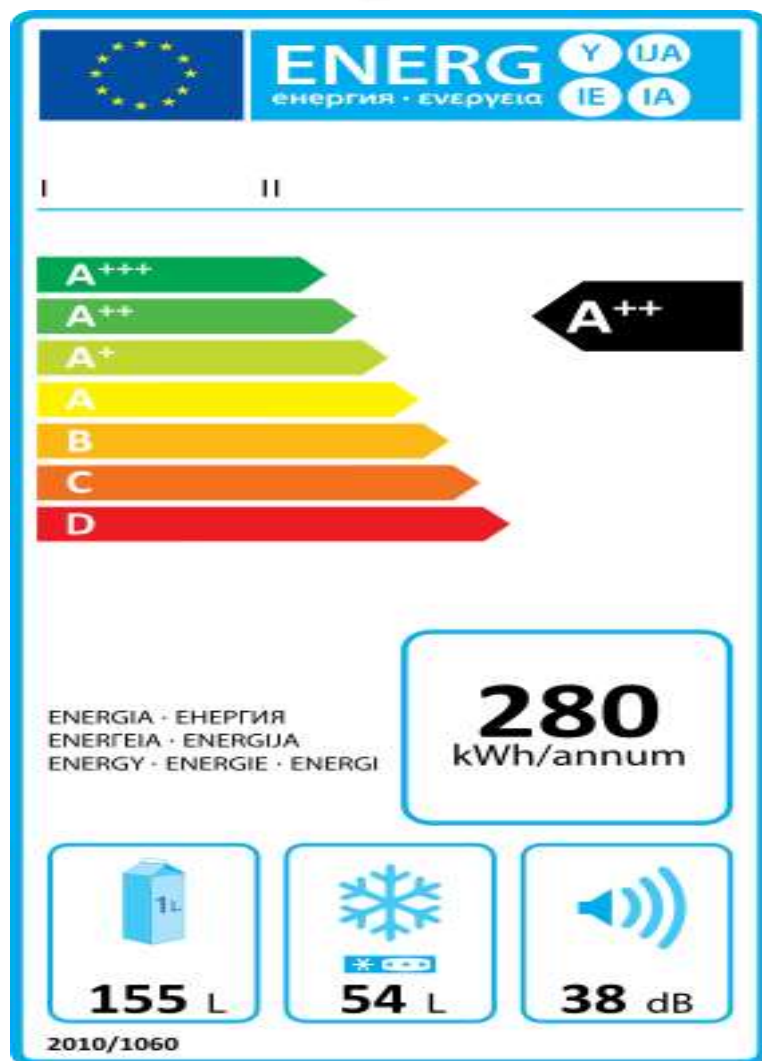 ENERG Y IJA
енергия · ενεργεια IE IA
I II
A+++
A++
A++
A+
A
B
C
D
280
kWh/annum
ENERGIA · ЕНЕРГИЯ
ΕΝΕΡΓΕΙΑ · ENERGIJA
ENERGY · ENERGIE · ENERGI
1L
155 L
54 L
38 dB
2010/1060